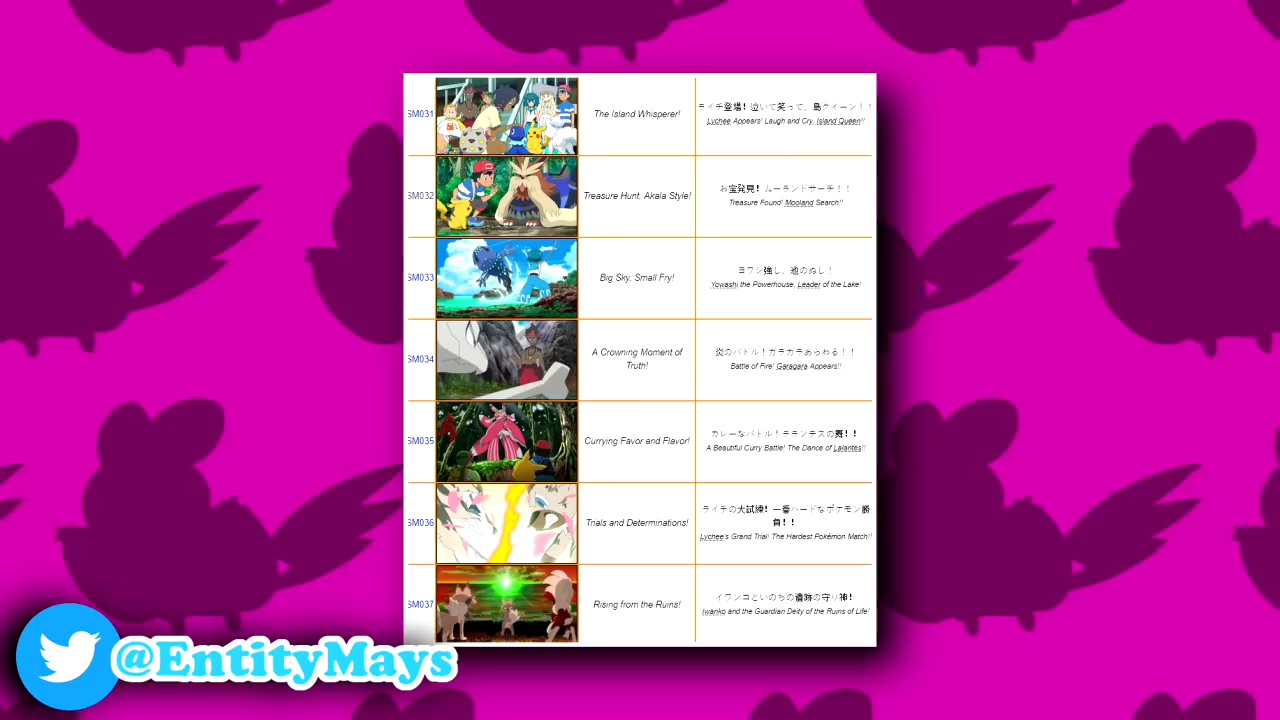 SM031
The Island Whisperer!
ライチ登場！泣いて笑って、島クイーン！！
Lychee Appears! Laugh and Cry, Island Queen!!
SM032
Treasure Hunt, Akala Style!
お宝発見！ムーランドサーチ！！
Treasure Found! Mooland Search!!
SM033
Big Sky, Small Fry!
ヨワシ強し、池のぬし！
Yowashi the Powerhouse, Leader of the Lake!
SM034
A Crowning Moment of
Truth!
炎のバトル！ガラガラあらわる！！
Battle of Fire! Garagara Appears!!
SM035
Currying Favor and Flavor!
カレーなバトル！ラランテスの舞！！
A Beautiful Curry Battle! The Dance of Lalantes!!
SM036
Trials and Determinations!
ライチの大試練！一番ハードなポケモン勝
負！！
Lychee's Grand Trial! The Hardest Pokémon Match!!
SM037
Rising from the Ruins!
イワンコといのちの遺跡の守り神！
Iwanko and the Guardian Deity of the Ruins of Life!
@EntityMays